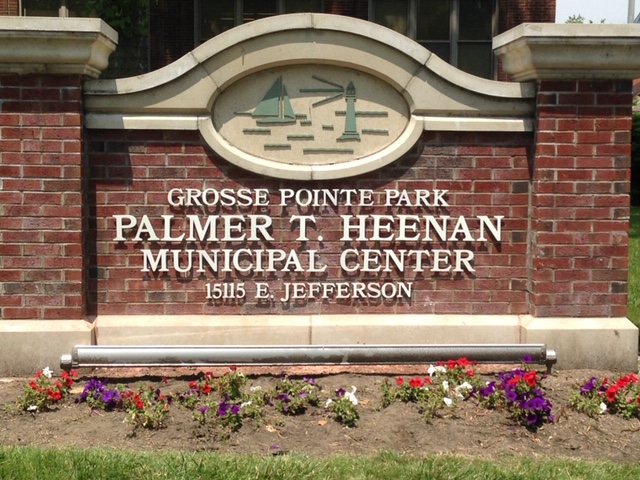 GROSSE POINTE PARK
PALMER T. HEENAN
MUNICIPAL CENTER
15115 E. JEFFERSON